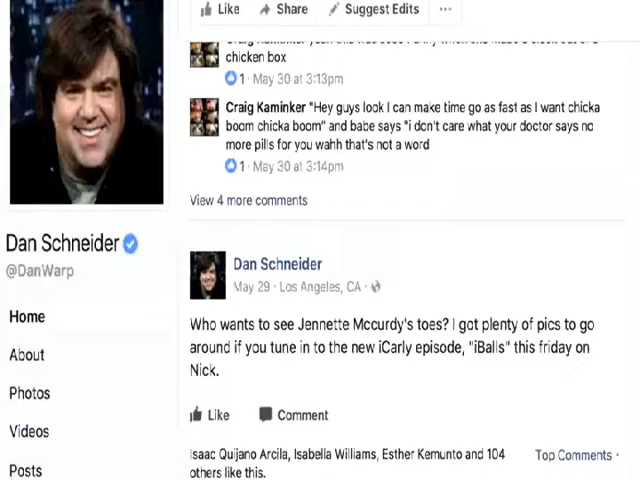 Like Share Suggest Edits ...
chicken box
1 · May 30 at 3:13pm
Craig Kaminker "Hey guys look I can make time go as fast as I want chicka
boom chicka boom" and babe says "i don't care what your doctor says no
more pills for you wahh that's not a word
1 · May 30 at 3:14pm
View 4 more comments
Dan Schneider
@DanWarp
Home
About
Photos
Videos
Posts
Dan Schneider
May 29 · Los Angeles, CA ·
Who wants to see Jennette Mccurdy's toes? I got plenty of pics to go
around if you tune in to the new iCarly episode, "iBalls" this friday on
Nick.
Like Comment
Isaac Quijano Arcila, Isabella Williams, Esther Kemunto and 104
others like this.
Top Comments